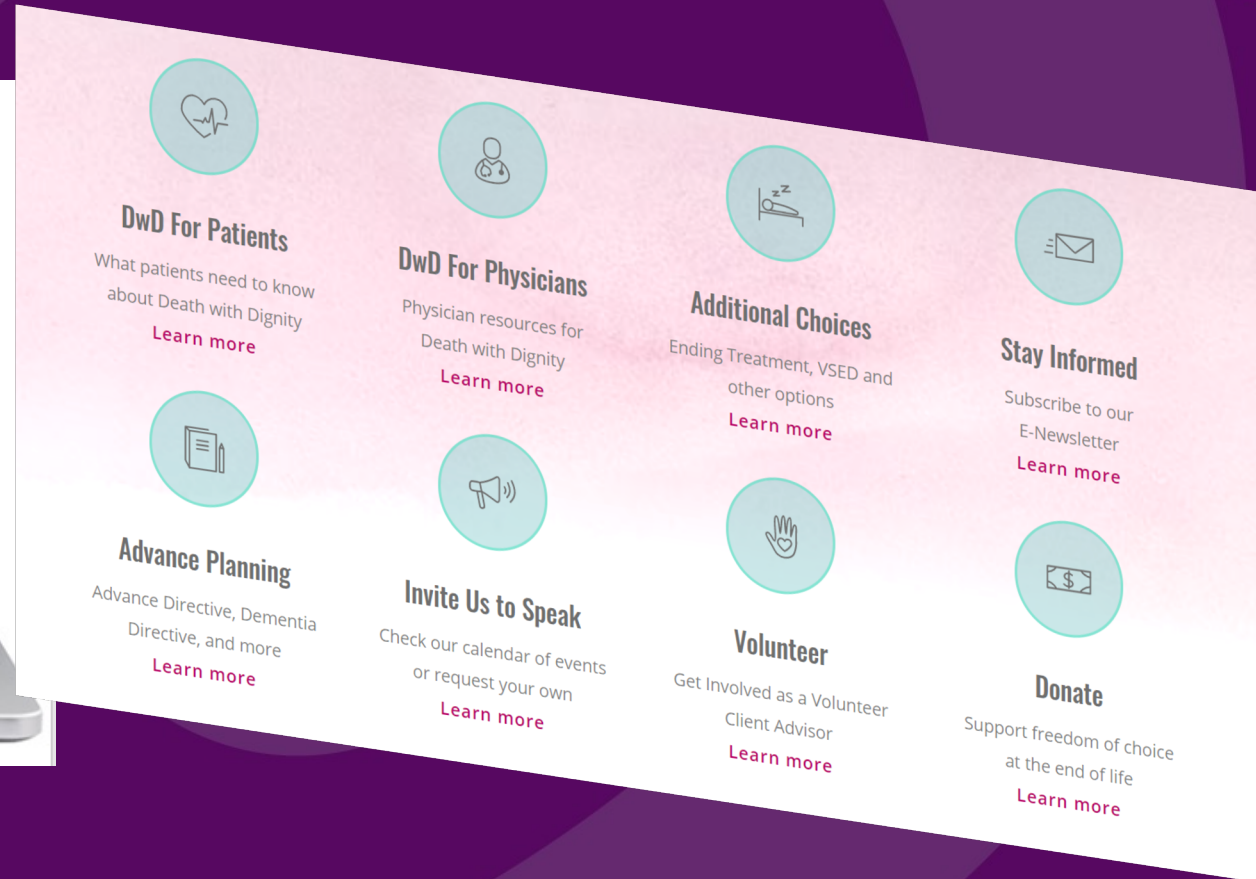 DwD For Patients
What patients need to know
about Death with Dignity
Learn more
DwD For Physicians
Physician resources for
Death with Dignity
Learn more
Additional Choices
Ending Treatment, VSED and
other options
Learn more
Stay Informed
Subscribe to our
E-Newsletter
Learn more
Advance Planning
Advance Directive, Dementia
Directive, and more
Learn more
Invite Us to Speak
Check our calendar of events
or request your own
Learn more
Volunteer
Get Involved as a Volunteer
Client Advisor
Learn more
Donate
Support freedom of choice
at the end of life
Learn more